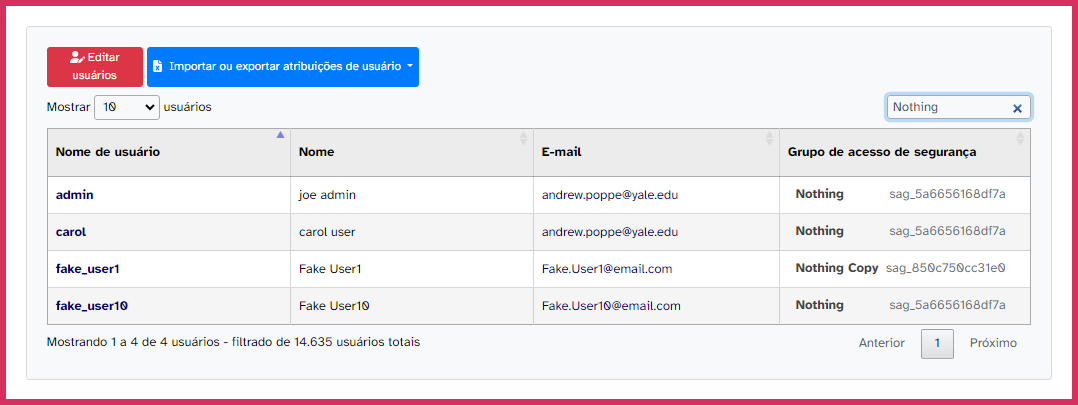 Editar
usuários
Importar ou exportar atribuições de usuário
Mostrar 10 usuários
Nothing
Nome de usuário Nome E-mail Grupo de acesso de segurança
admin joe admin andrew.poppe@yale.edu Nothing sag_5a6656168df7a
carol carol user andrew.poppe@yale.edu Nothing sag_5a6656168df7a
fake_user1 Fake User1 Fake.User1@email.com Nothing Copy sag_850c750cc31e0
fake_user10 Fake User10 Fake.User10@email.com Nothing sag_5a6656168df7a
Mostrando 1 a 4 de 4 usuários - filtrado de 14.635 usuários totais
Anterior 1 Próximo